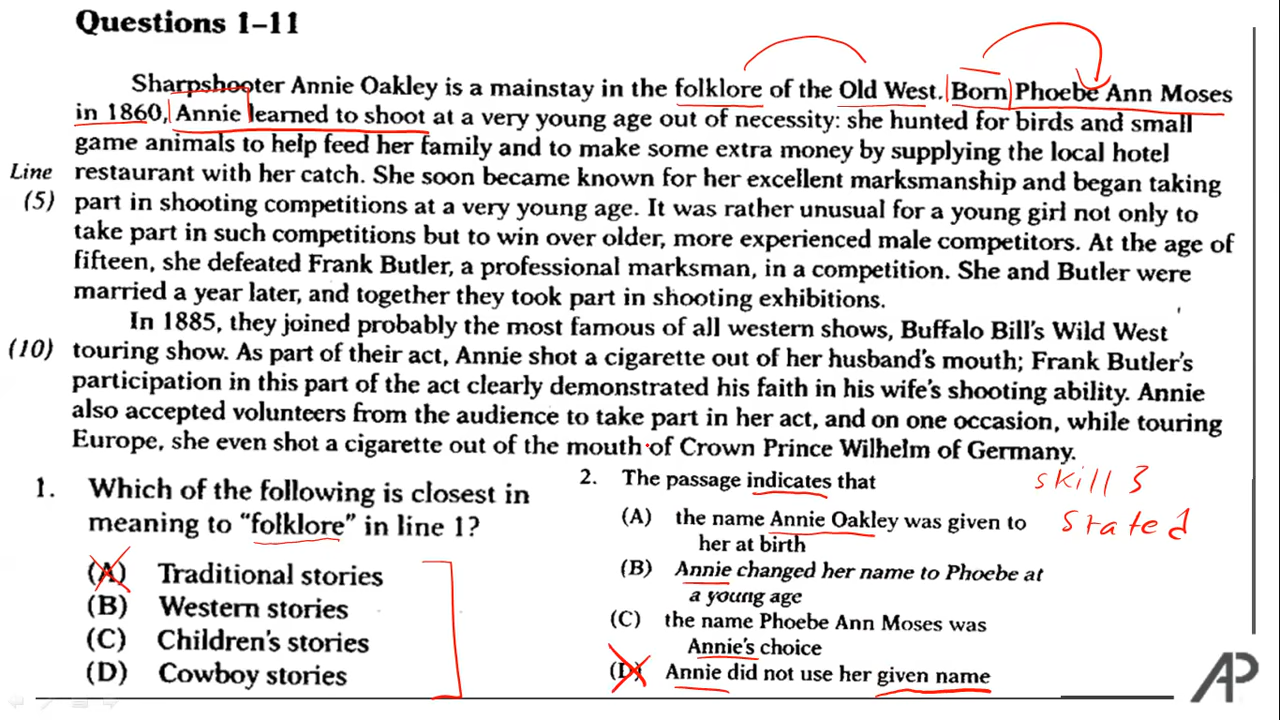 Questions 1-11
Sharpshooter Annie Oakley is a mainstay in the folklore of the Old West. Born Phoebe Ann Moses
in 1860, Annie learned to shoot at a very young age out of necessity: she hunted for birds and small
game animals to help feed her family and to make some extra money by supplying the local hotel
Line restaurant with her catch. She soon became known for her excellent marksmanship and began taking
(5) part in shooting competitions at a very young age. It was rather unusual for a young girl not only to
take part in such competitions but to win over older, more experienced male competitors. At the age of
fifteen, she defeated Frank Butler, a professional marksman, in a competition. She and Butler were
married a year later, and together they took part in shooting exhibitions.
In 1885, they joined probably the most famous of all western shows, Buffalo Bill's Wild West
(10) touring show. As part of their act, Annie shot a cigarette out of her husband's mouth; Frank Butler's
participation in this part of the act clearly demonstrated his faith in his wife's shooting ability. Annie
also accepted volunteers from the audience to take part in her act, and on one occasion, while touring
Europe, she even shot a cigarette out of the mouth of Crown Prince Wilhelm of Germany.
1. Which of the following is closest in
meaning to "folklore" in line 1?
(A) Traditional stories
(B) Western stories
(C) Children's stories
(D) Cowboy stories
2. The passage indicates that
(A) the name Annie Oakley was given to
her at birth
(B) Annie changed her name to Phoebe at
a young age
(C) the name Phoebe Ann Moses was
Annie's choice
(D) Annie did not use her given name
skill 3
stated
AP